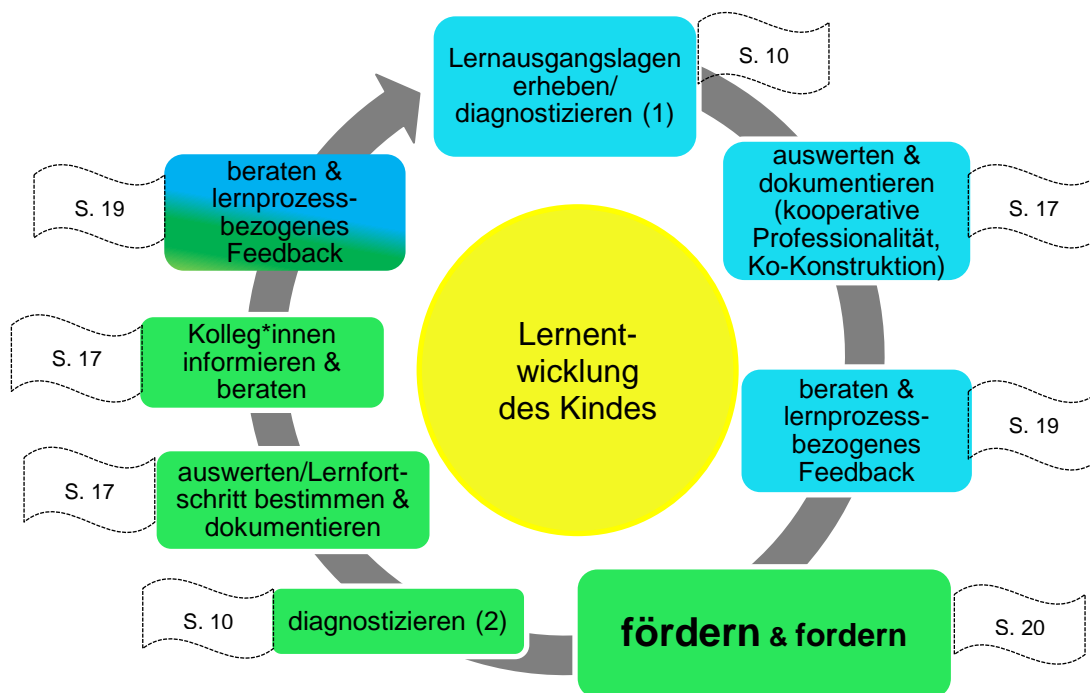 Lernausgangslagen
erheben/
diagnostizieren (1)
S. 10
auswerten &
dokumentieren
(kooperative
Professionalität,
Ko-Konstruktion)
S. 17
beraten &
lernprozess-
bezogenes
Feedback
S. 19
fördern & fordern
S. 20
diagnostizieren (2)
S. 10
auswerten/Lernfort-
schritt bestimmen &
dokumentieren
S. 17
Kolleg*innen
informieren &
beraten
S. 17
beraten &
lernprozess-
bezogenes
Feedback
S. 19
Lernent-
wicklung
des Kindes